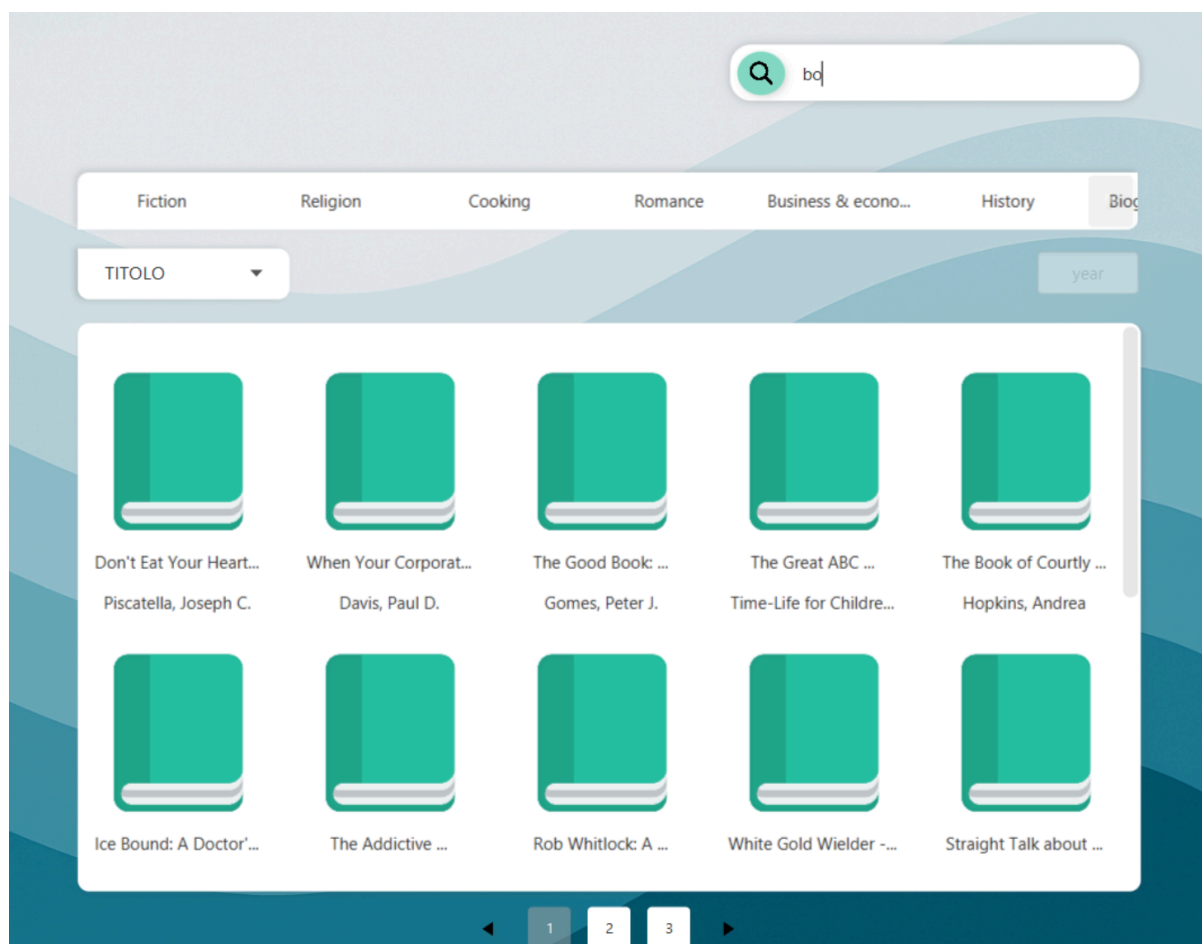 bo
Fiction Religion Cooking Romance Business & econo... History Biog
TITOLO year
Don't Eat Your Heart... When Your Corporat... The Good Book: ... The Great ABC ... The Book of Courtly ...
Piscatella, Joseph C. Davis, Paul D. Gomes, Peter J. Time-Life for Childre... Hopkins, Andrea
Ice Bound: A Doctor'... The Addictive ... Rob Whitlock: A ... White Gold Wielder -... Straight Talk about ...
1 2 3